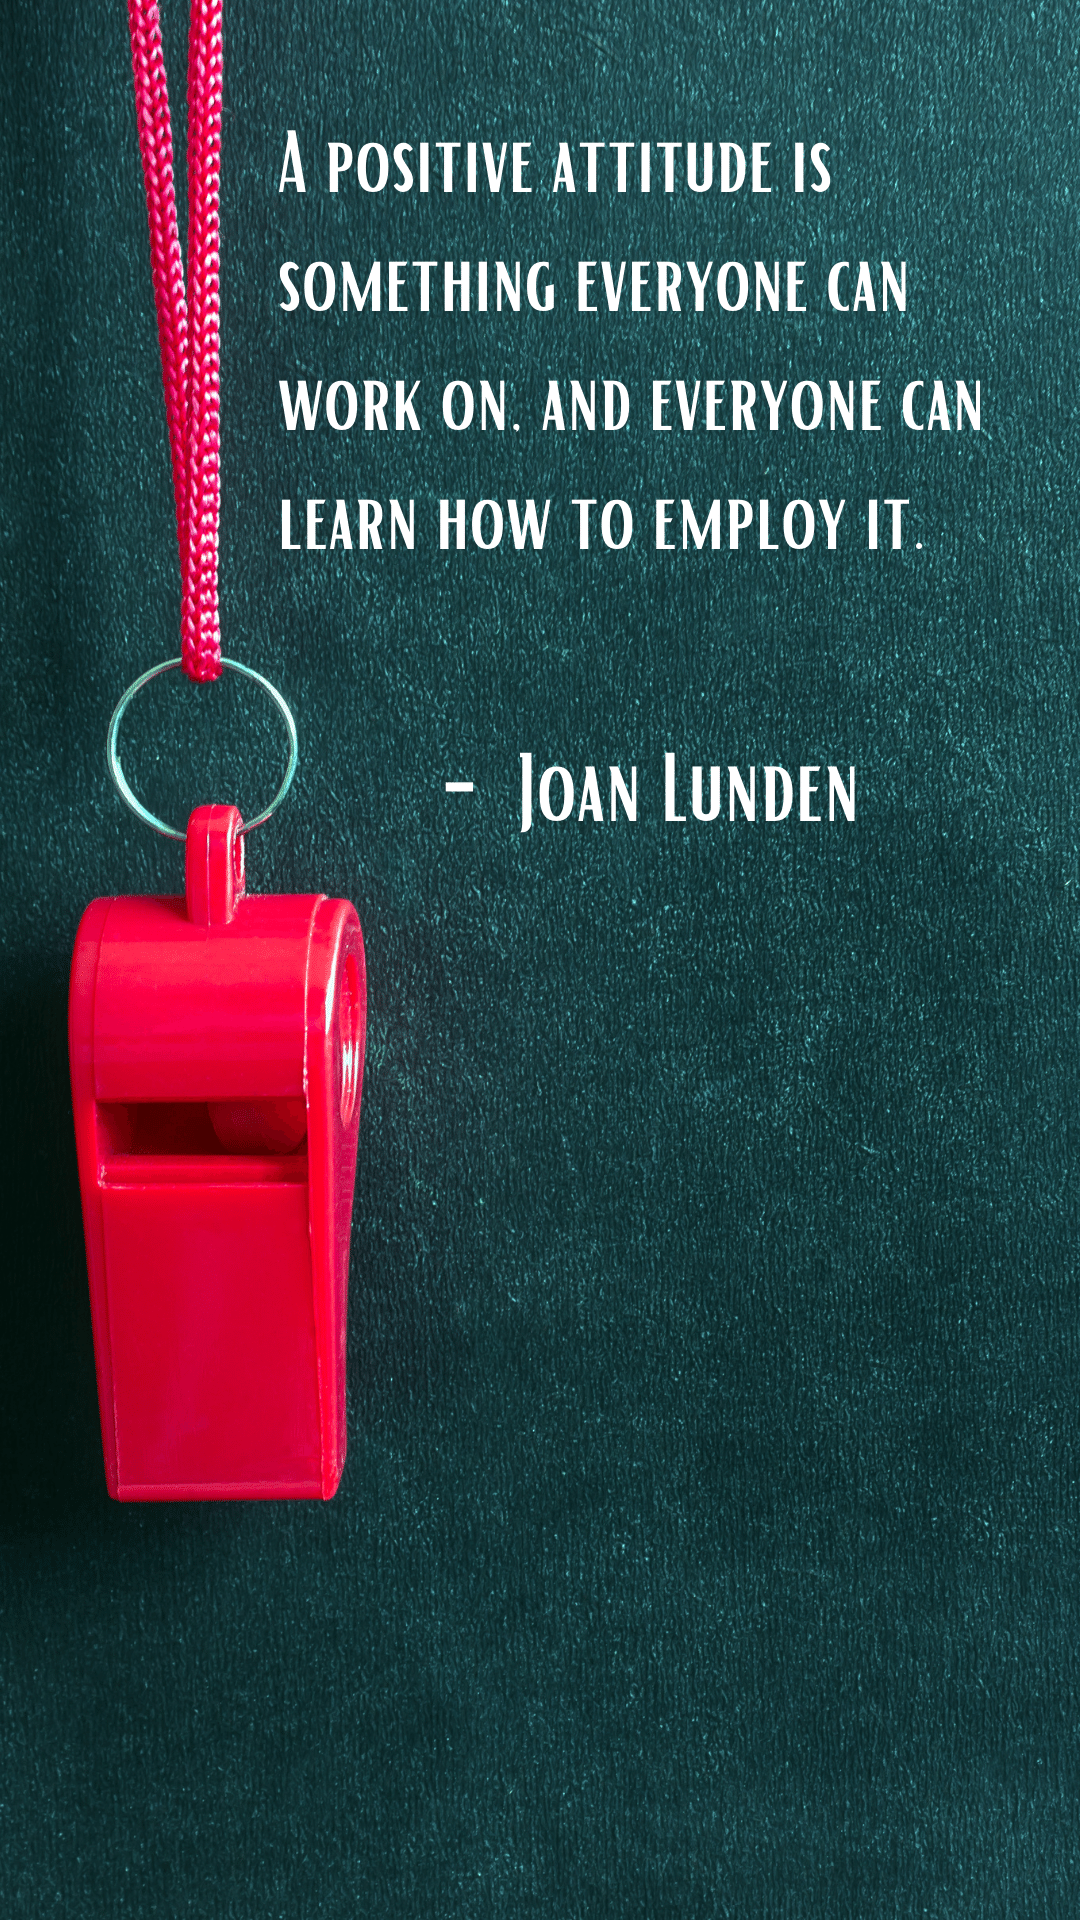 A positive attitude is
something everyone can
work on, and everyone can
learn how to employ it.
- Joan Lunden